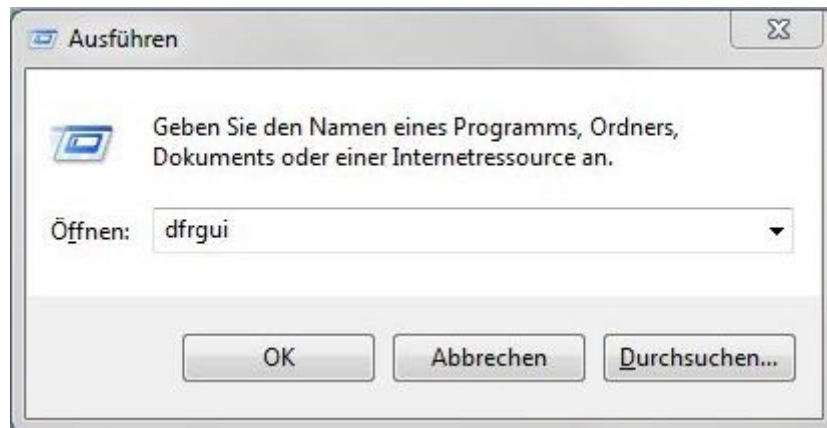 Ausführen
Geben Sie den Namen eines Programms, Ordners,
Dokuments oder einer Internetressource an.
Öffnen: dfrgui
OK Abbrechen Durchsuchen...